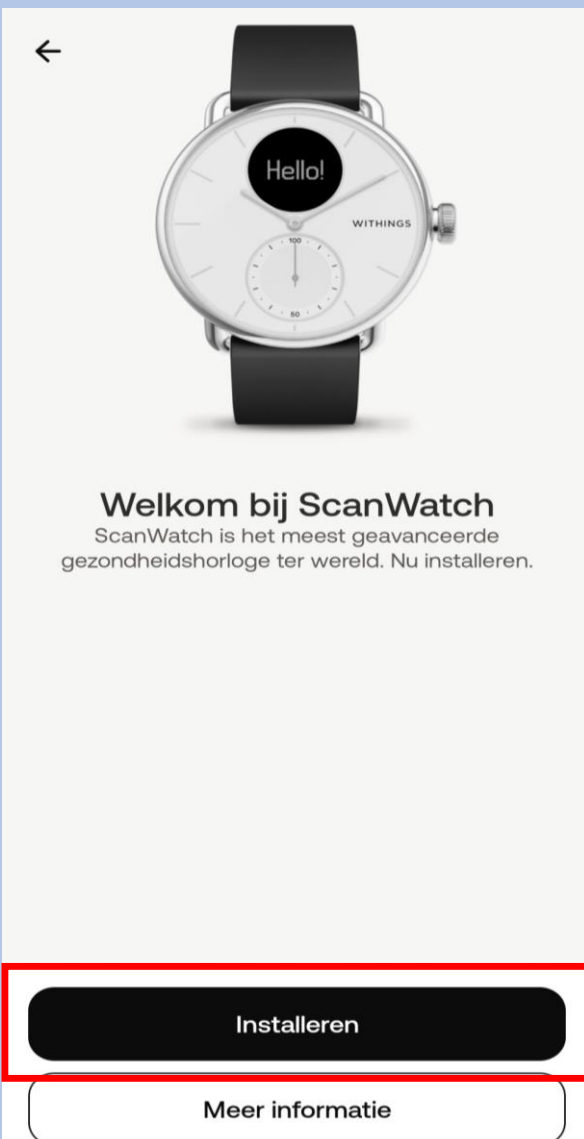 Hello!
WITHINGS
100
50
Welkom bij ScanWatch
ScanWatch is het meest geavanceerde
gezondheidshorloge ter wereld. Nu installeren.
Installeren
Meer informatie